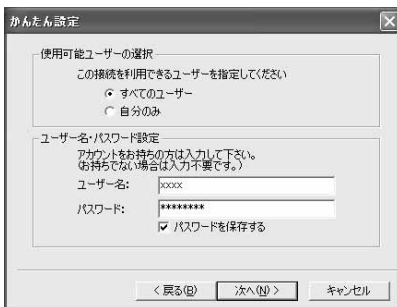 かんたん設定
使用可能ユーザーの選択
この接続を利用できるユーザーを指定してください
すべてのユーザー
自分のみ
ユーザー名・パスワード設定
アカウントをお持ちの方は入力して下さい。
(お持ちでない場合は入力不要です。)
ユーザー名: xxxx
パスワード: ********
パスワードを保存する
< 戻る(B) 次へ(N) > キャンセル